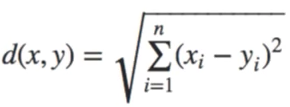 d(x, y) = √(∑_{i=1}^{n} (x_i − y_i)²)